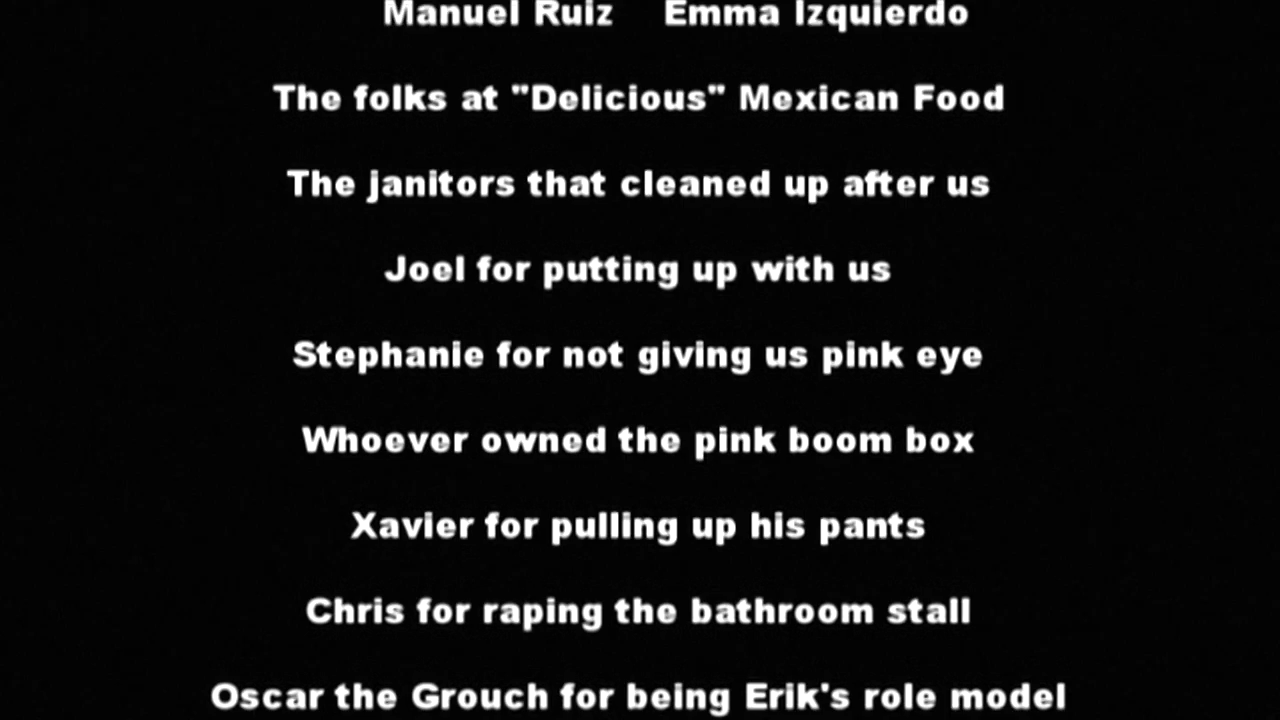 Manuel Ruiz    Emma Izquierdo
The folks at "Delicious" Mexican Food
The janitors that cleaned up after us
Joel for putting up with us
Stephanie for not giving us pink eye
Whoever owned the pink boom box
Xavier for pulling up his pants
Chris for raping the bathroom stall
Oscar the Grouch for being Erik's role model